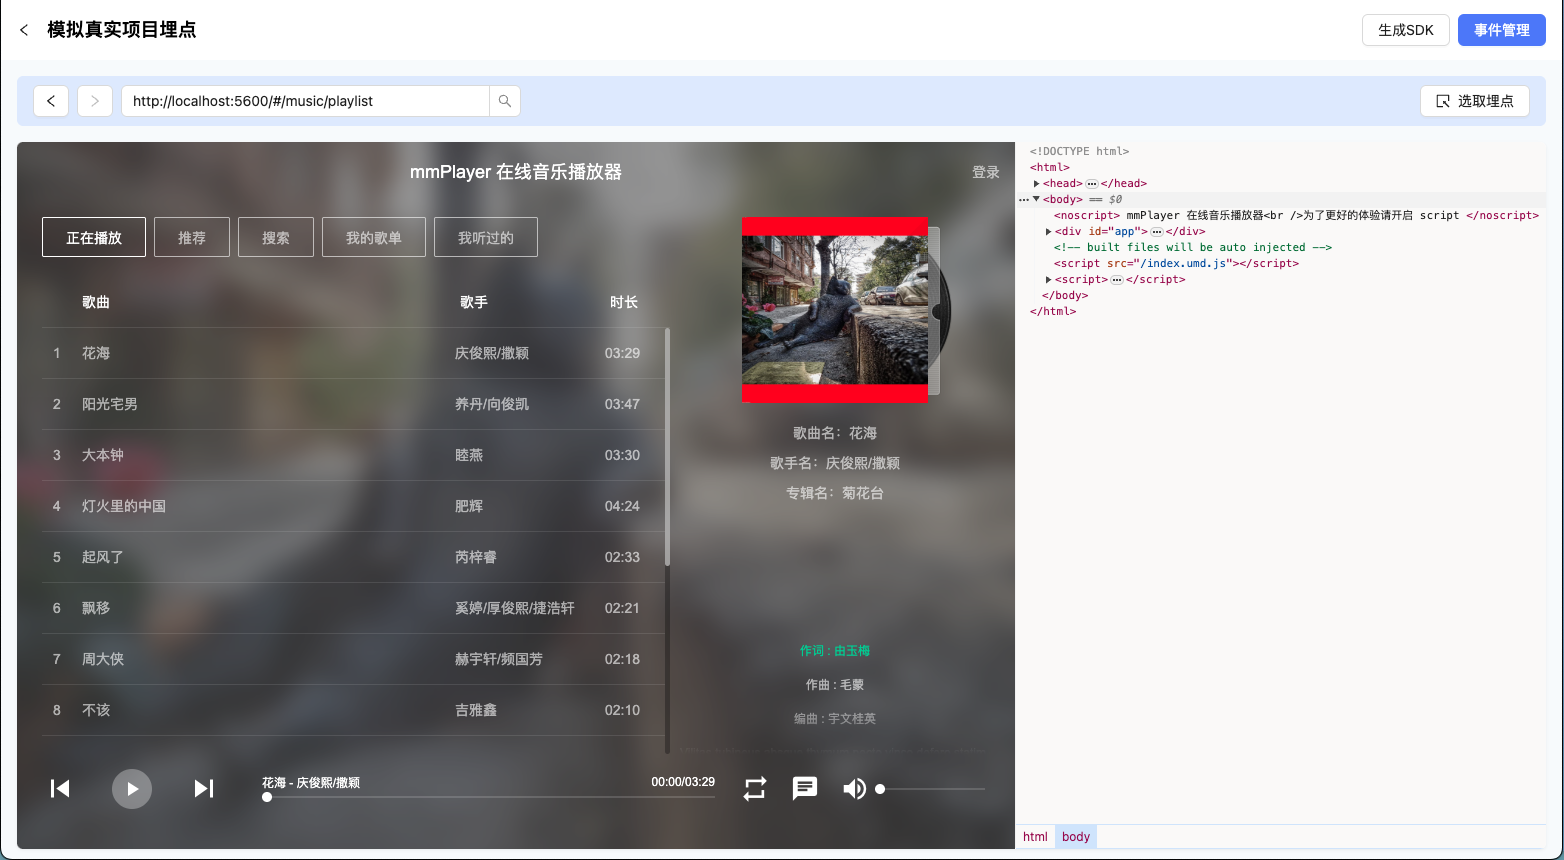 模拟真实项目埋点
生成SDK
事件管理
http://localhost:5600/#/music/playlist
选取埋点
mmPlayer 在线音乐播放器
登录
正在播放
推荐
搜索
我的歌单
我听过的
歌曲 歌手 时长
1 花海 庆俊熙/撒颖 03:29
2 阳光宅男 养丹/向俊凯 03:47
3 大本钟 睦燕 03:30
4 灯火里的中国 肥辉 04:24
5 起风了 芮梓睿 02:33
6 飘移 奚婷/厚俊熙/捷浩轩 02:21
7 周大侠 赫宇轩/频国芳 02:18
8 不该 吉雅鑫 02:10
歌曲名：花海
歌手名：庆俊熙/撒颖
专辑名：菊花台
作词 : 由玉梅
作曲 : 毛蒙
编曲 : 宇文桂英
花海 - 庆俊熙/撒颖
00:00/03:29
<!DOCTYPE html>
<html>
<head>…</head>
… <body> == $0
<noscript> mmPlayer 在线音乐播放器<br />为了更好的体验请开启 script </noscript>
<div id="app">…</div>
<!-- built files will be auto injected -->
<script src="/index.umd.js"></script>
<script>…</script>
</body>
</html>
html body